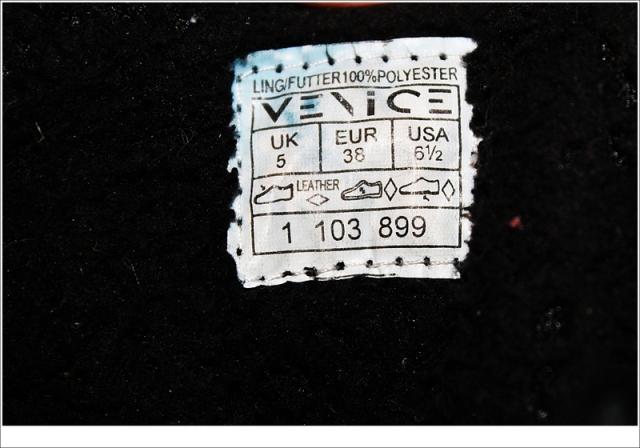 LING/FUTTER100%POLYESTER
VENICE
UK EUR USA
5 38 6½
LEATHER
1 103 899